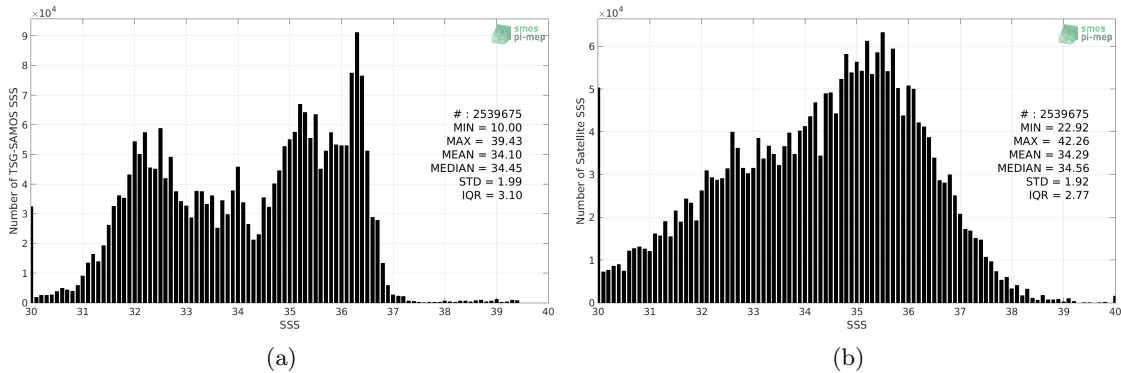 ×10⁴
9
8
7
6
5
4
3
2
1
0
Number of TSG-SAMOS SSS
smos
pi-mep
# : 2539675
MIN = 10.00
MAX = 39.43
MEAN = 34.10
MEDIAN = 34.45
STD = 1.99
IQR = 3.10
30 31 32 33 34 35 36 37 38 39 40
SSS
(a)
×10⁴
6
5
4
3
2
1
0
Number of Satellite SSS
smos
pi-mep
# : 2539675
MIN = 22.92
MAX = 42.26
MEAN = 34.29
MEDIAN = 34.56
STD = 1.92
IQR = 2.77
30 31 32 33 34 35 36 37 38 39 40
SSS
(b)